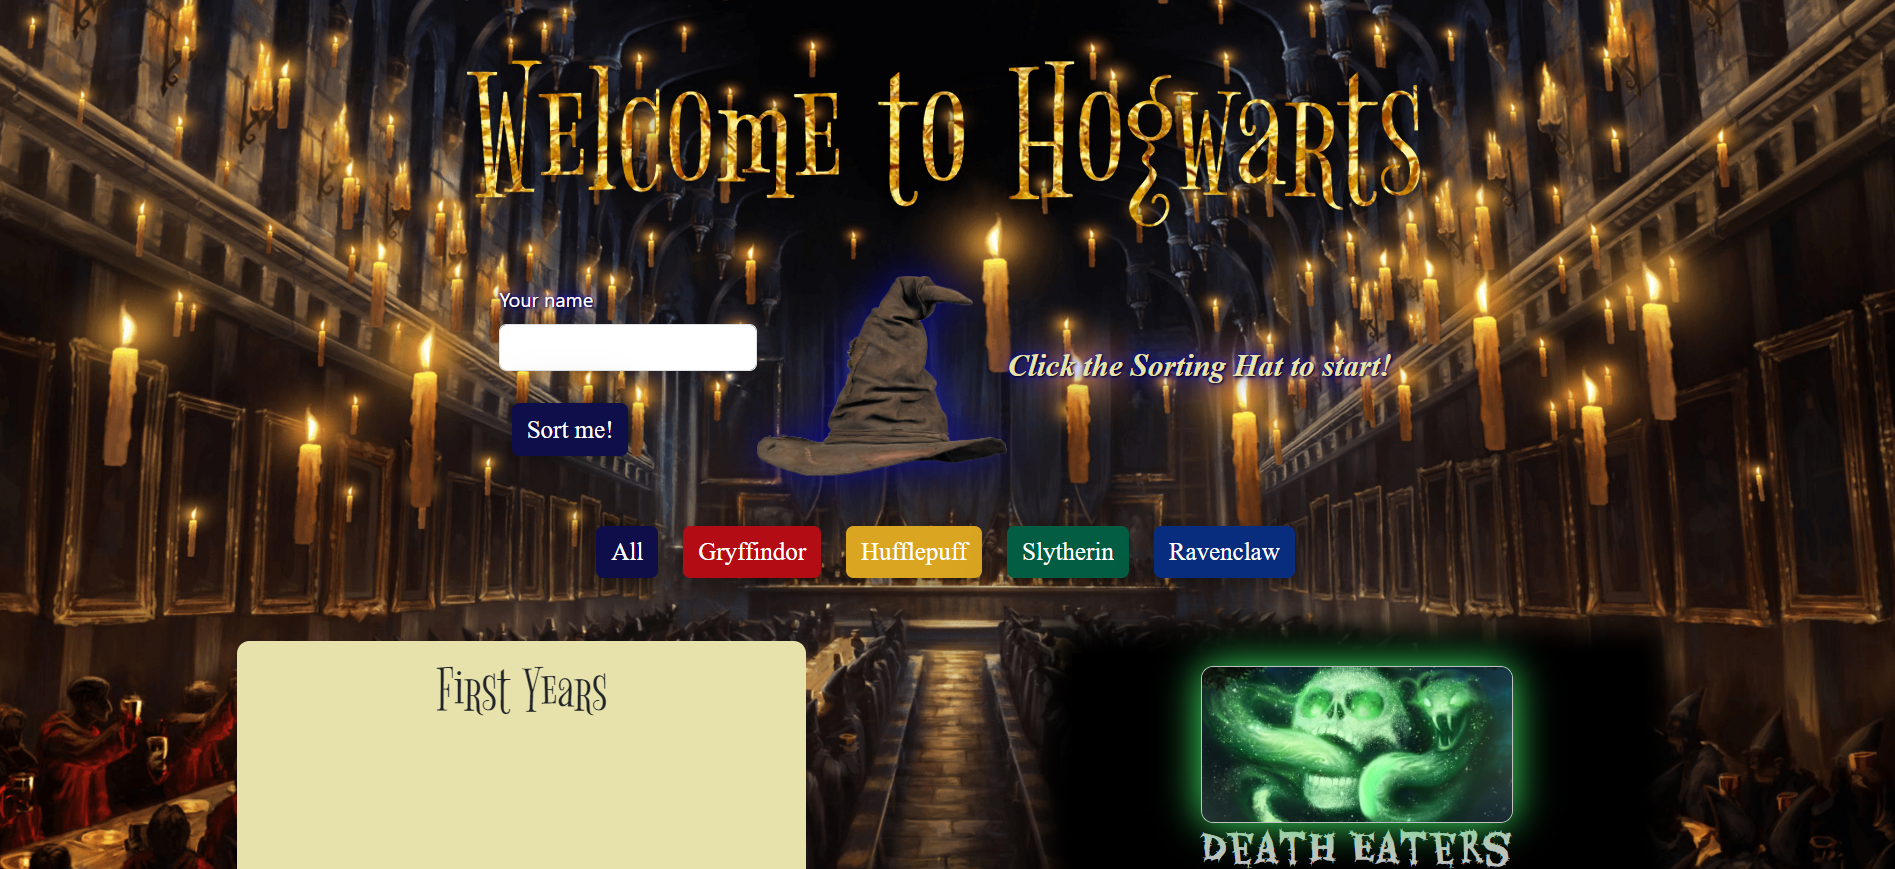 Welcome to Hogwarts
Your name
Click the Sorting Hat to start!
Sort me!
All
Gryffindor
Hufflepuff
Slytherin
Ravenclaw
First Years
DEATH EATERS